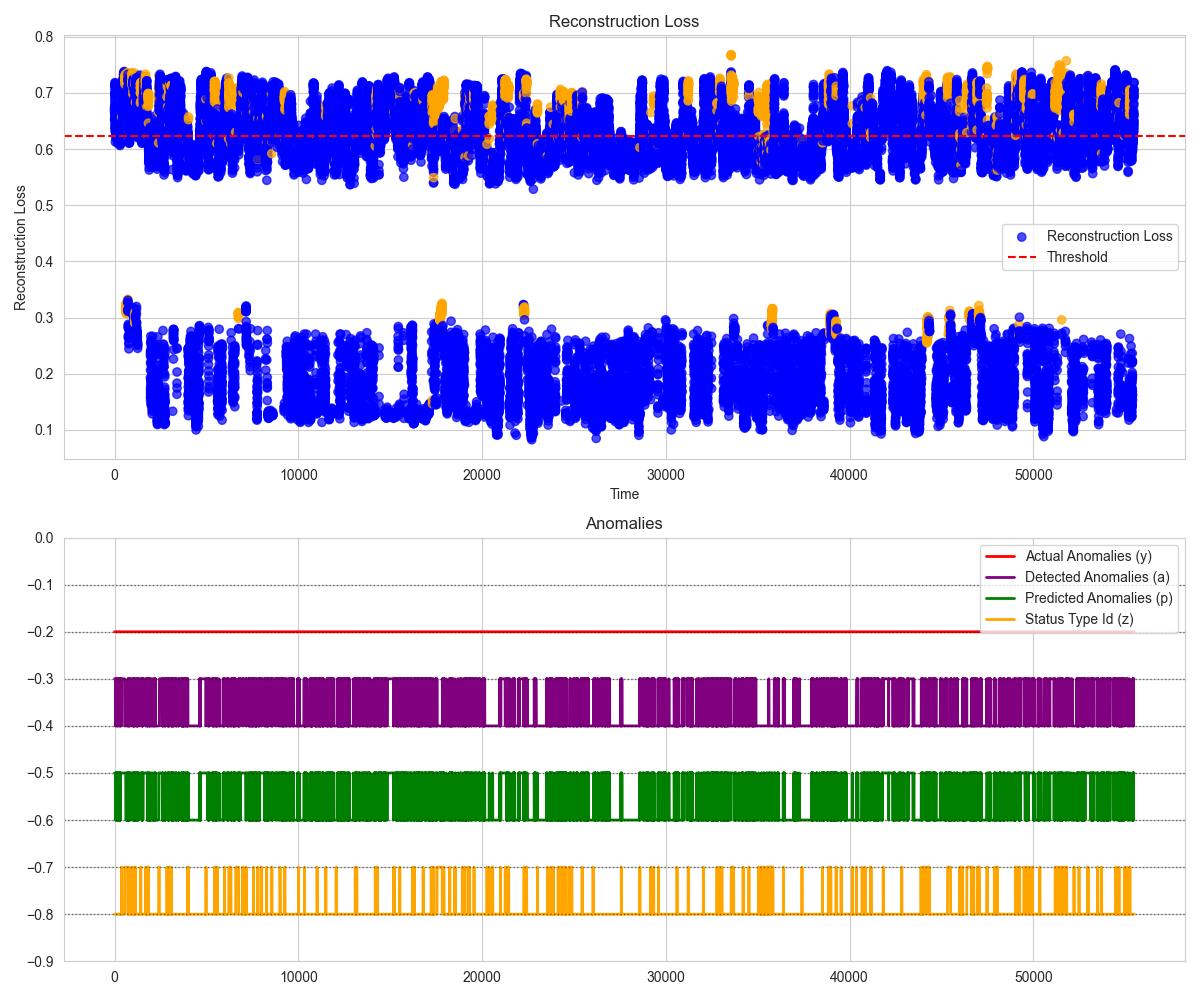 Reconstruction Loss
Reconstruction Loss
0.8
0.7
0.6
0.5
0.4
0.3
0.2
0.1
Reconstruction Loss
Threshold
0 10000 20000 30000 40000 50000
Time
Anomalies
0.0
−0.1
−0.2
−0.3
−0.4
−0.5
−0.6
−0.7
−0.8
−0.9
Actual Anomalies (y)
Detected Anomalies (a)
Predicted Anomalies (p)
Status Type Id (z)
0 10000 20000 30000 40000 50000